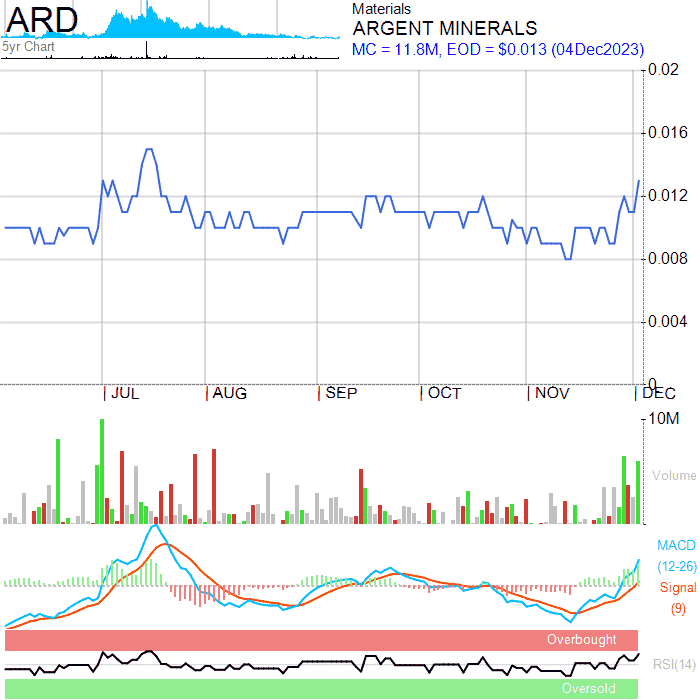 ARD
5yr Chart
Materials
ARGENT MINERALS
MC = 11.8M, EOD = $0.013 (04Dec2023)
0.02
0.016
0.012
0.008
0.004
0
JUL AUG SEP OCT NOV DEC
10M
Volume
MACD
(12-26)
Signal
(9)
Overbought
RSI(14)
Oversold